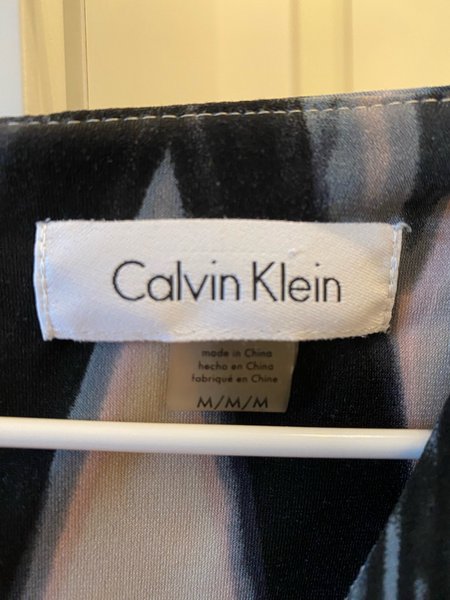 Calvin Klein
made in China
hecho en China
fabriqué en Chine
M/M/M